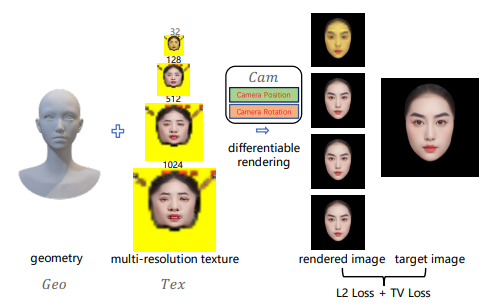 32
128
512
1024
Cam
Camera Position
Camera Rotation
differentiable
rendering
geometry
multi-resolution texture
rendered image
target image
Geo
Tex
L2 Loss + TV Loss